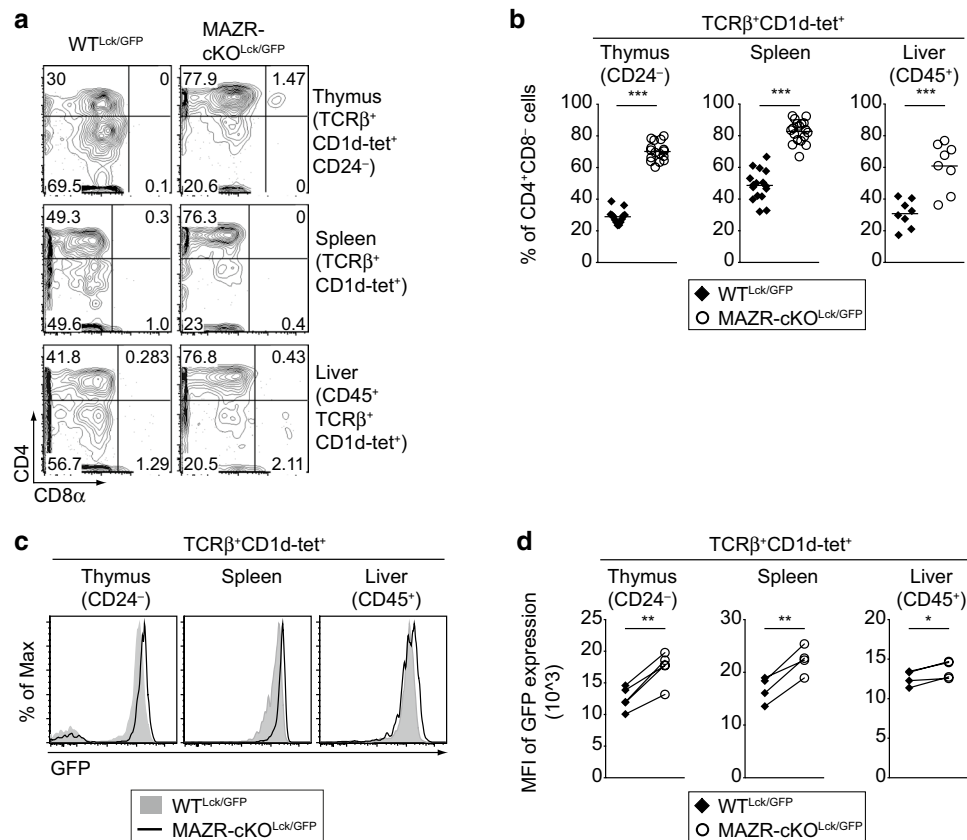 a
WT^Lck/GFP
MAZR-
cKO^Lck/GFP
30 0
69.5 0.1
77.9 1.47
20.6 0
Thymus
(TCRβ⁺
CD1d-tet⁺
CD24⁻)
49.3 0.3
49.6 1.0
76.3 0
23 0.4
Spleen
(TCRβ⁺
CD1d-tet⁺)
41.8 0.283
56.7 1.29
76.8 0.43
20.5 2.11
Liver
(CD45⁺
TCRβ⁺
CD1d-tet⁺)
CD4
CD8α
b
TCRβ⁺CD1d-tet⁺
Thymus
(CD24⁻)
Spleen
Liver
(CD45⁺)
% of CD4⁺CD8⁻ cells
***
100
80
60
40
20
0
***
100
80
60
40
20
0
***
100
80
60
40
20
0
WT^Lck/GFP
MAZR-cKO^Lck/GFP
c
TCRβ⁺CD1d-tet⁺
Thymus
(CD24⁻)
Spleen
Liver
(CD45⁺)
% of Max
GFP
WT^Lck/GFP
MAZR-cKO^Lck/GFP
d
TCRβ⁺CD1d-tet⁺
Thymus
(CD24⁻)
Spleen
Liver
(CD45⁺)
MFI of GFP expression
(10^3)
**
25
20
15
10
5
0
**
30
20
10
0
*
20
15
10
5
0
WT^Lck/GFP
MAZR-cKO^Lck/GFP